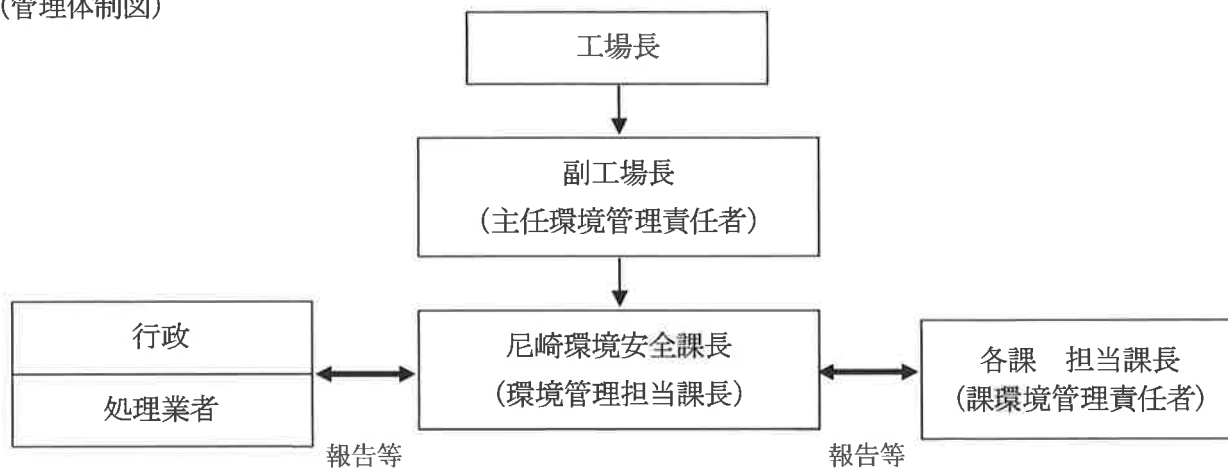 (管理体制図)
工場長
副工場長
(主任環境管理責任者)
行政
処理業者
尼崎環境安全課長
(環境管理担当課長)
各課　担当課長
(課環境管理責任者)
報告等
報告等